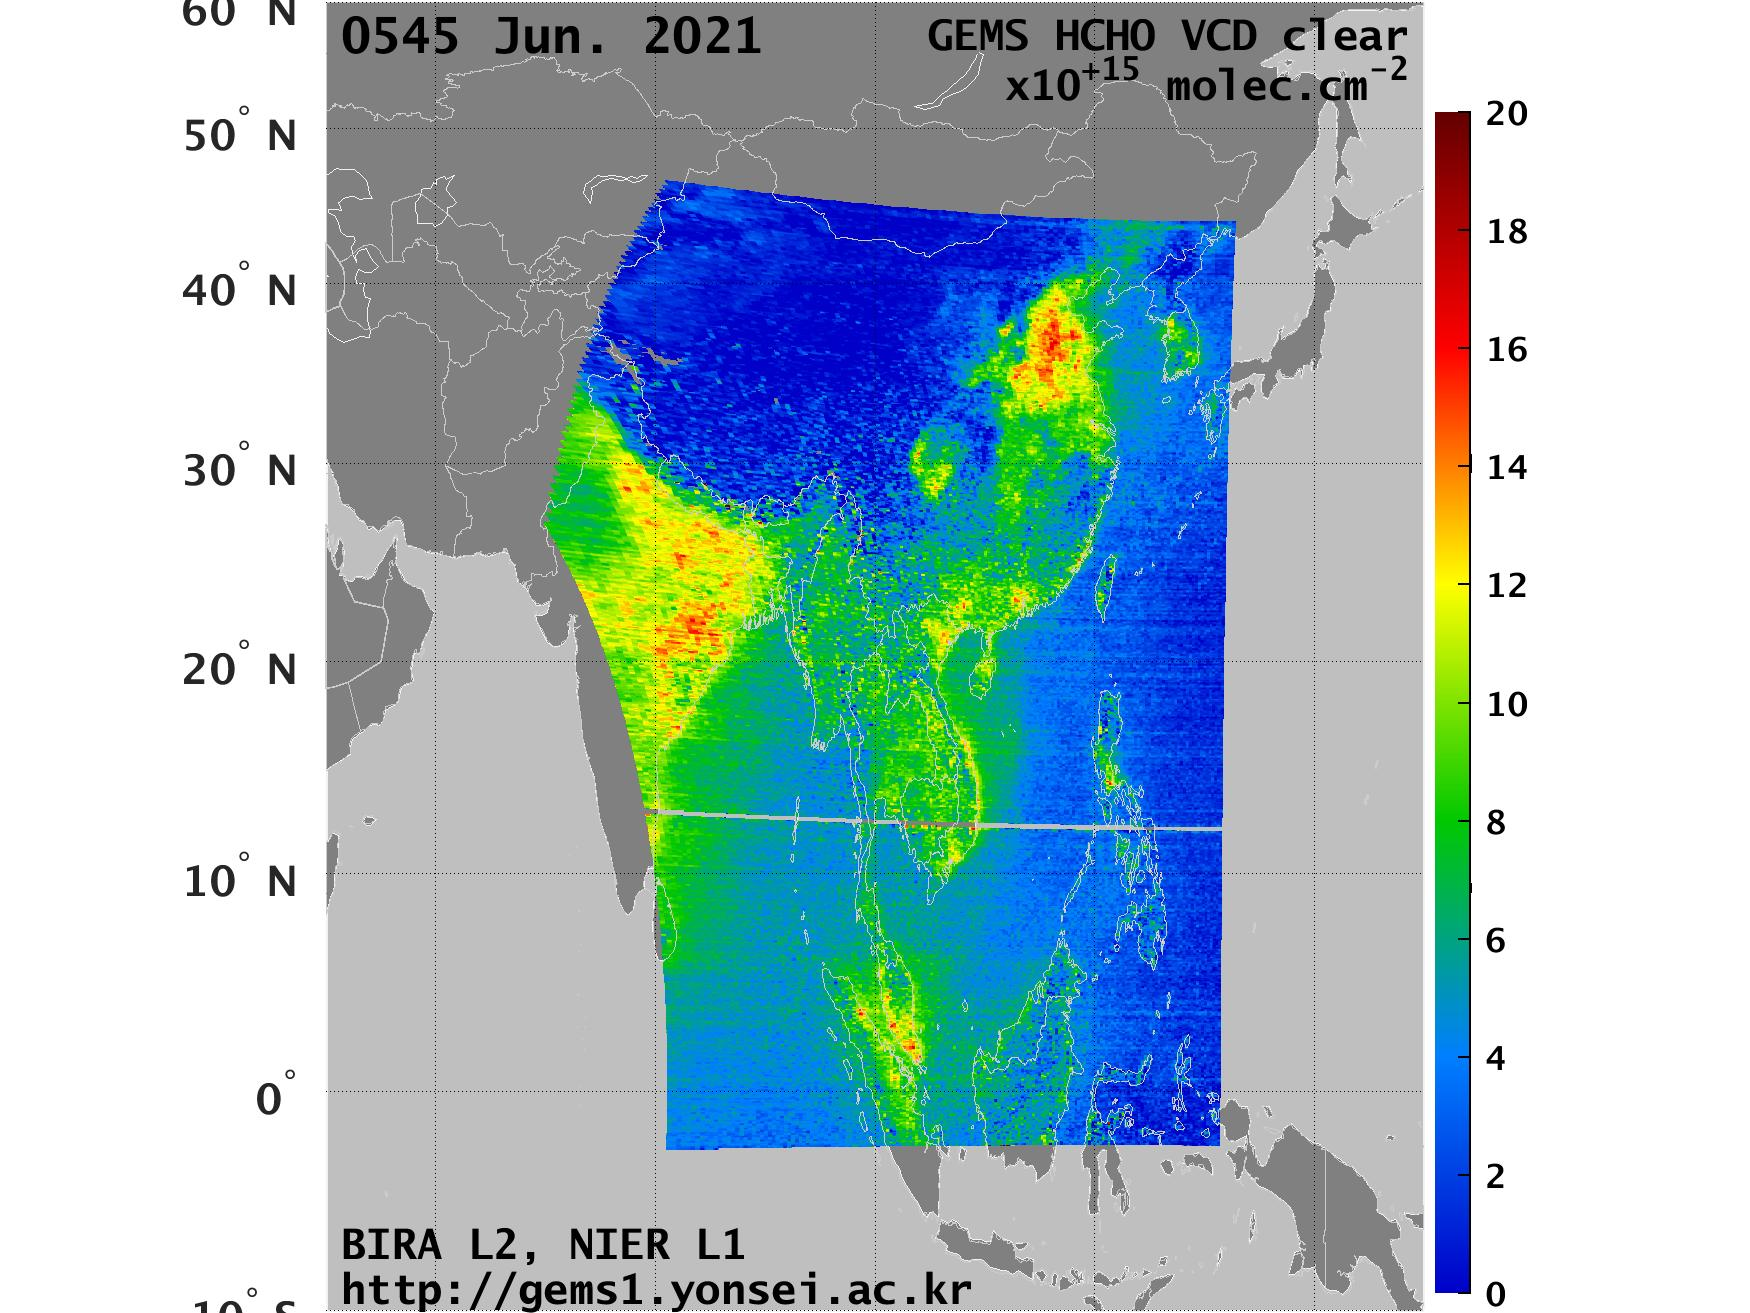 60 N
0545 Jun. 2021
GEMS HCHO VCD clear
x10+15 molec.cm−2
50° N
40° N
30° N
20° N
10° N
0°
10° S
20
18
16
14
12
10
8
6
4
2
0
BIRA L2, NIER L1
http://gems1.yonsei.ac.kr